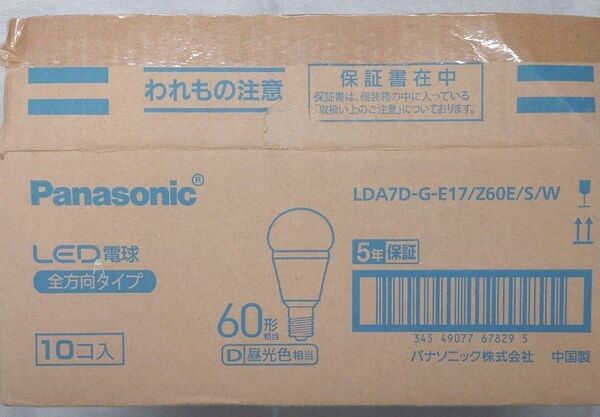 われもの注意
保証書在中
保証書は、個装箱の中に入っている
「取扱い上のご注意」についております。
Panasonic®
LDA7D-G-E17/Z60E/S/W
LED電球
全方向タイプ
5年保証
60形相当
D昼光色相当
10コ入
345 49077 67829 5
パナソニック株式会社 中国製